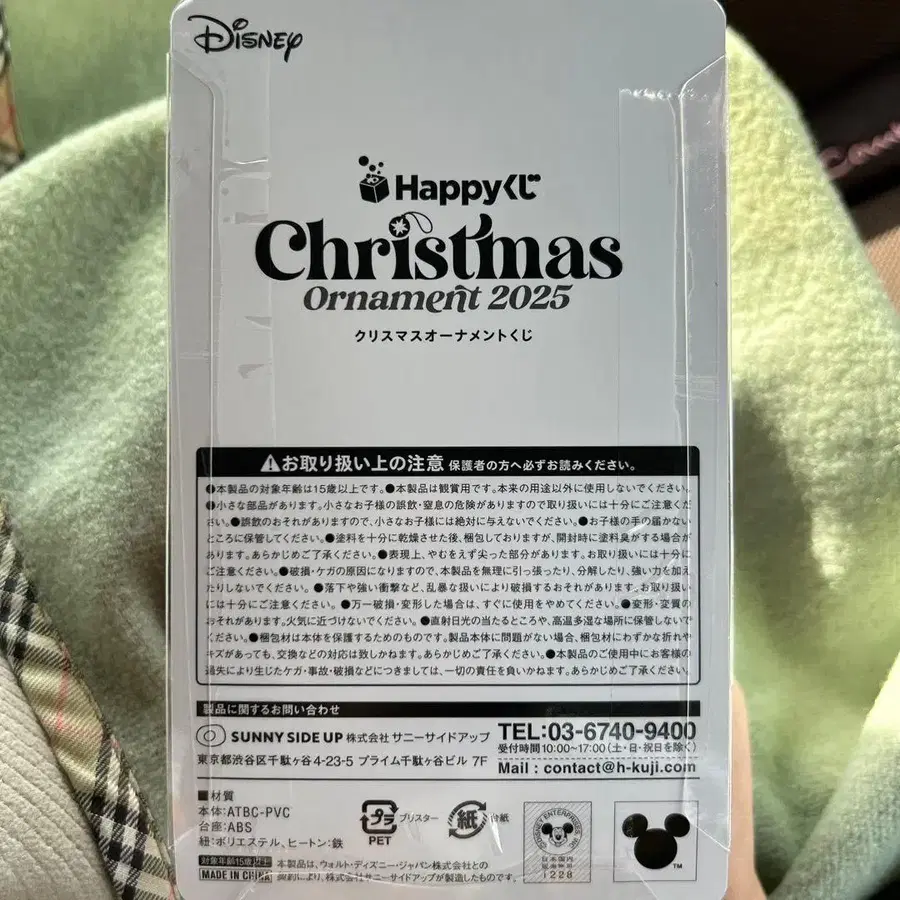 Disney
Happyくじ
Christmas
Ornament 2025
クリスマスオーナメントくじ
⚠お取り扱い上の注意 保護者の方へ必ずお読みください。
●本製品の対象年齢は15歳以上です。●本製品は観賞用です。本来の用途以外に使用しないでください。
●小さな部品があります。小さなお子様の誤飲・窒息の危険がありますので取り扱いには十分にご注意くだ
さい。●誤飲のおそれがありますので、小さなお子様には絶対に与えないでください。●お子様の手の届かない
ところに保管してください。●塗料を十分に乾燥させた後、梱包しておりますが、開封時に塗料臭がする場合が
あります。あらかじめご了承ください。●表現上、やむをえず尖った部分があります。お取り扱いには十分に
ご注意ください。●破損・ケガの原因になりますので、本製品を無理に引っ張ったり、分解したり、強い力を加え
たりしないでください。●落下や強い衝撃など、乱暴な扱いにより破損するおそれがあります。お取り扱い
には十分にご注意ください。●万一破損・変形した場合は、すぐに使用をやめてください。●変形・変質の
おそれがあります。火気に近づけないでください。●直射日光の当たるところや、高温多湿な場所に保管しないで
ください。●梱包材は本体を保護するためのものです。製品本体に問題がない場合、梱包材にわずかな折れや
キズがあっても、交換などの対応は致しかねます。あらかじめご了承ください。●本製品のご使用中にお客様の
過失により生じたケガ・事故・破損などにつきましては、一切の責任を負いかねます。あらかじめご了承ください。
製品に関するお問い合わせ
SUNNY SIDE UP 株式会社 サニーサイドアップ
東京都渋谷区千駄ヶ谷4-23-5 プライム千駄ヶ谷ビル 7F
TEL:03-6740-9400
受付時間10:00~17:00(土・日・祝日を除く)
Mail : contact@h-kuji.com
■材質
本体:ATBC-PVC
台座:ABS
紐:ポリエステル、ヒートン:鉄
プラ ブリスター
PET
紙 台紙
DISNEY ENTERPRISES, INC.
日本国内
1228
TM
対象年齢15歳以上
MADE IN CHINA
本製品は、ウォルト・ディズニー・ジャパン株式会社との
契約により、株式会社サニーサイドアップが製造したものです。